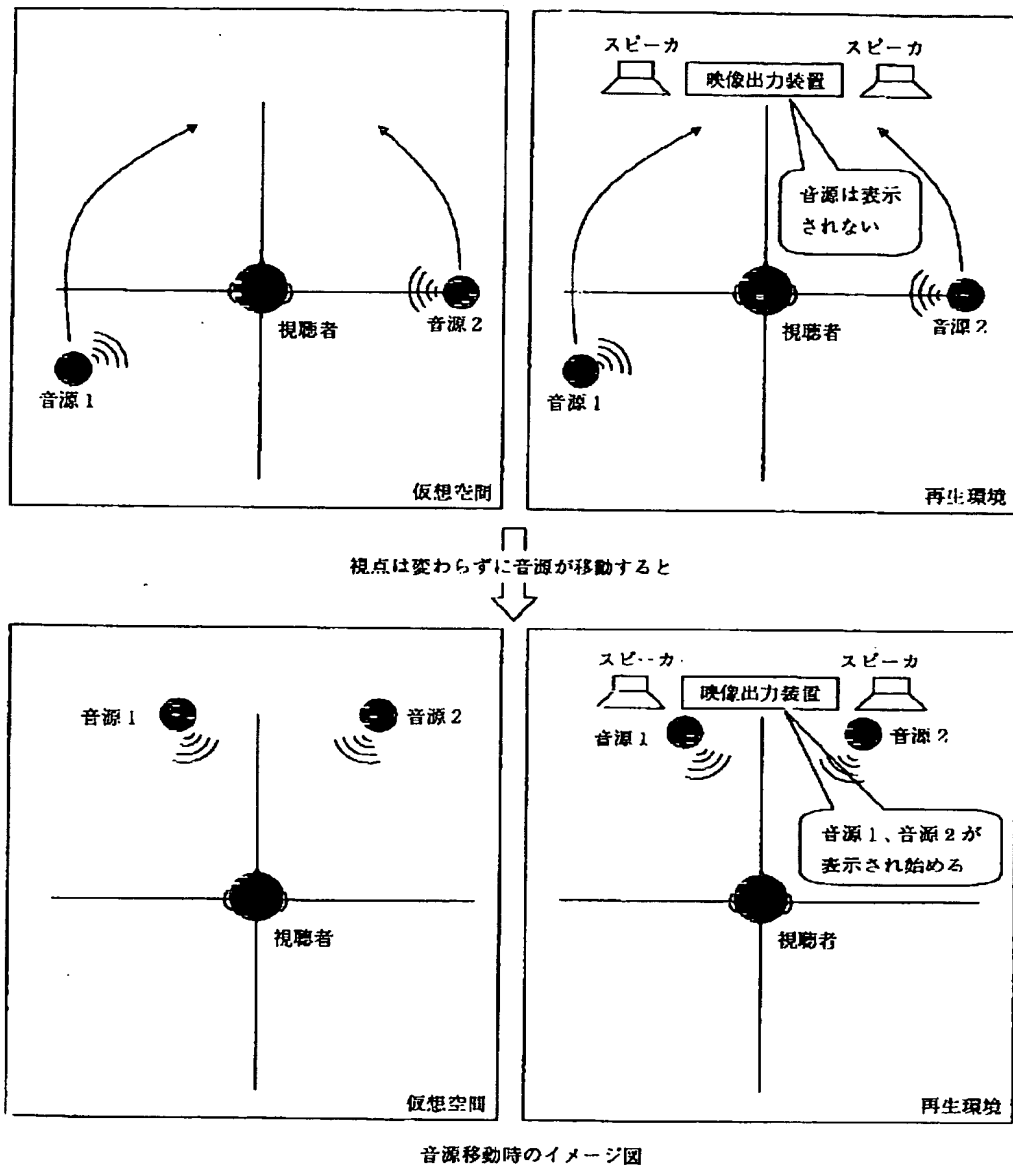 スピーカ
スピーカ
映像出力装置
音源は表示
されない
視聴者
音源2
音源1
仮想空間
視聴者
音源2
音源1
再生環境
視点は変わらずに音源が移動すると
音源1
音源2
視聴者
仮想空間
スピーカ
スピーカ
映像出力装置
音源1
音源2
音源1、音源2が
表示され始める
視聴者
再生環境
音源移動時のイメージ図